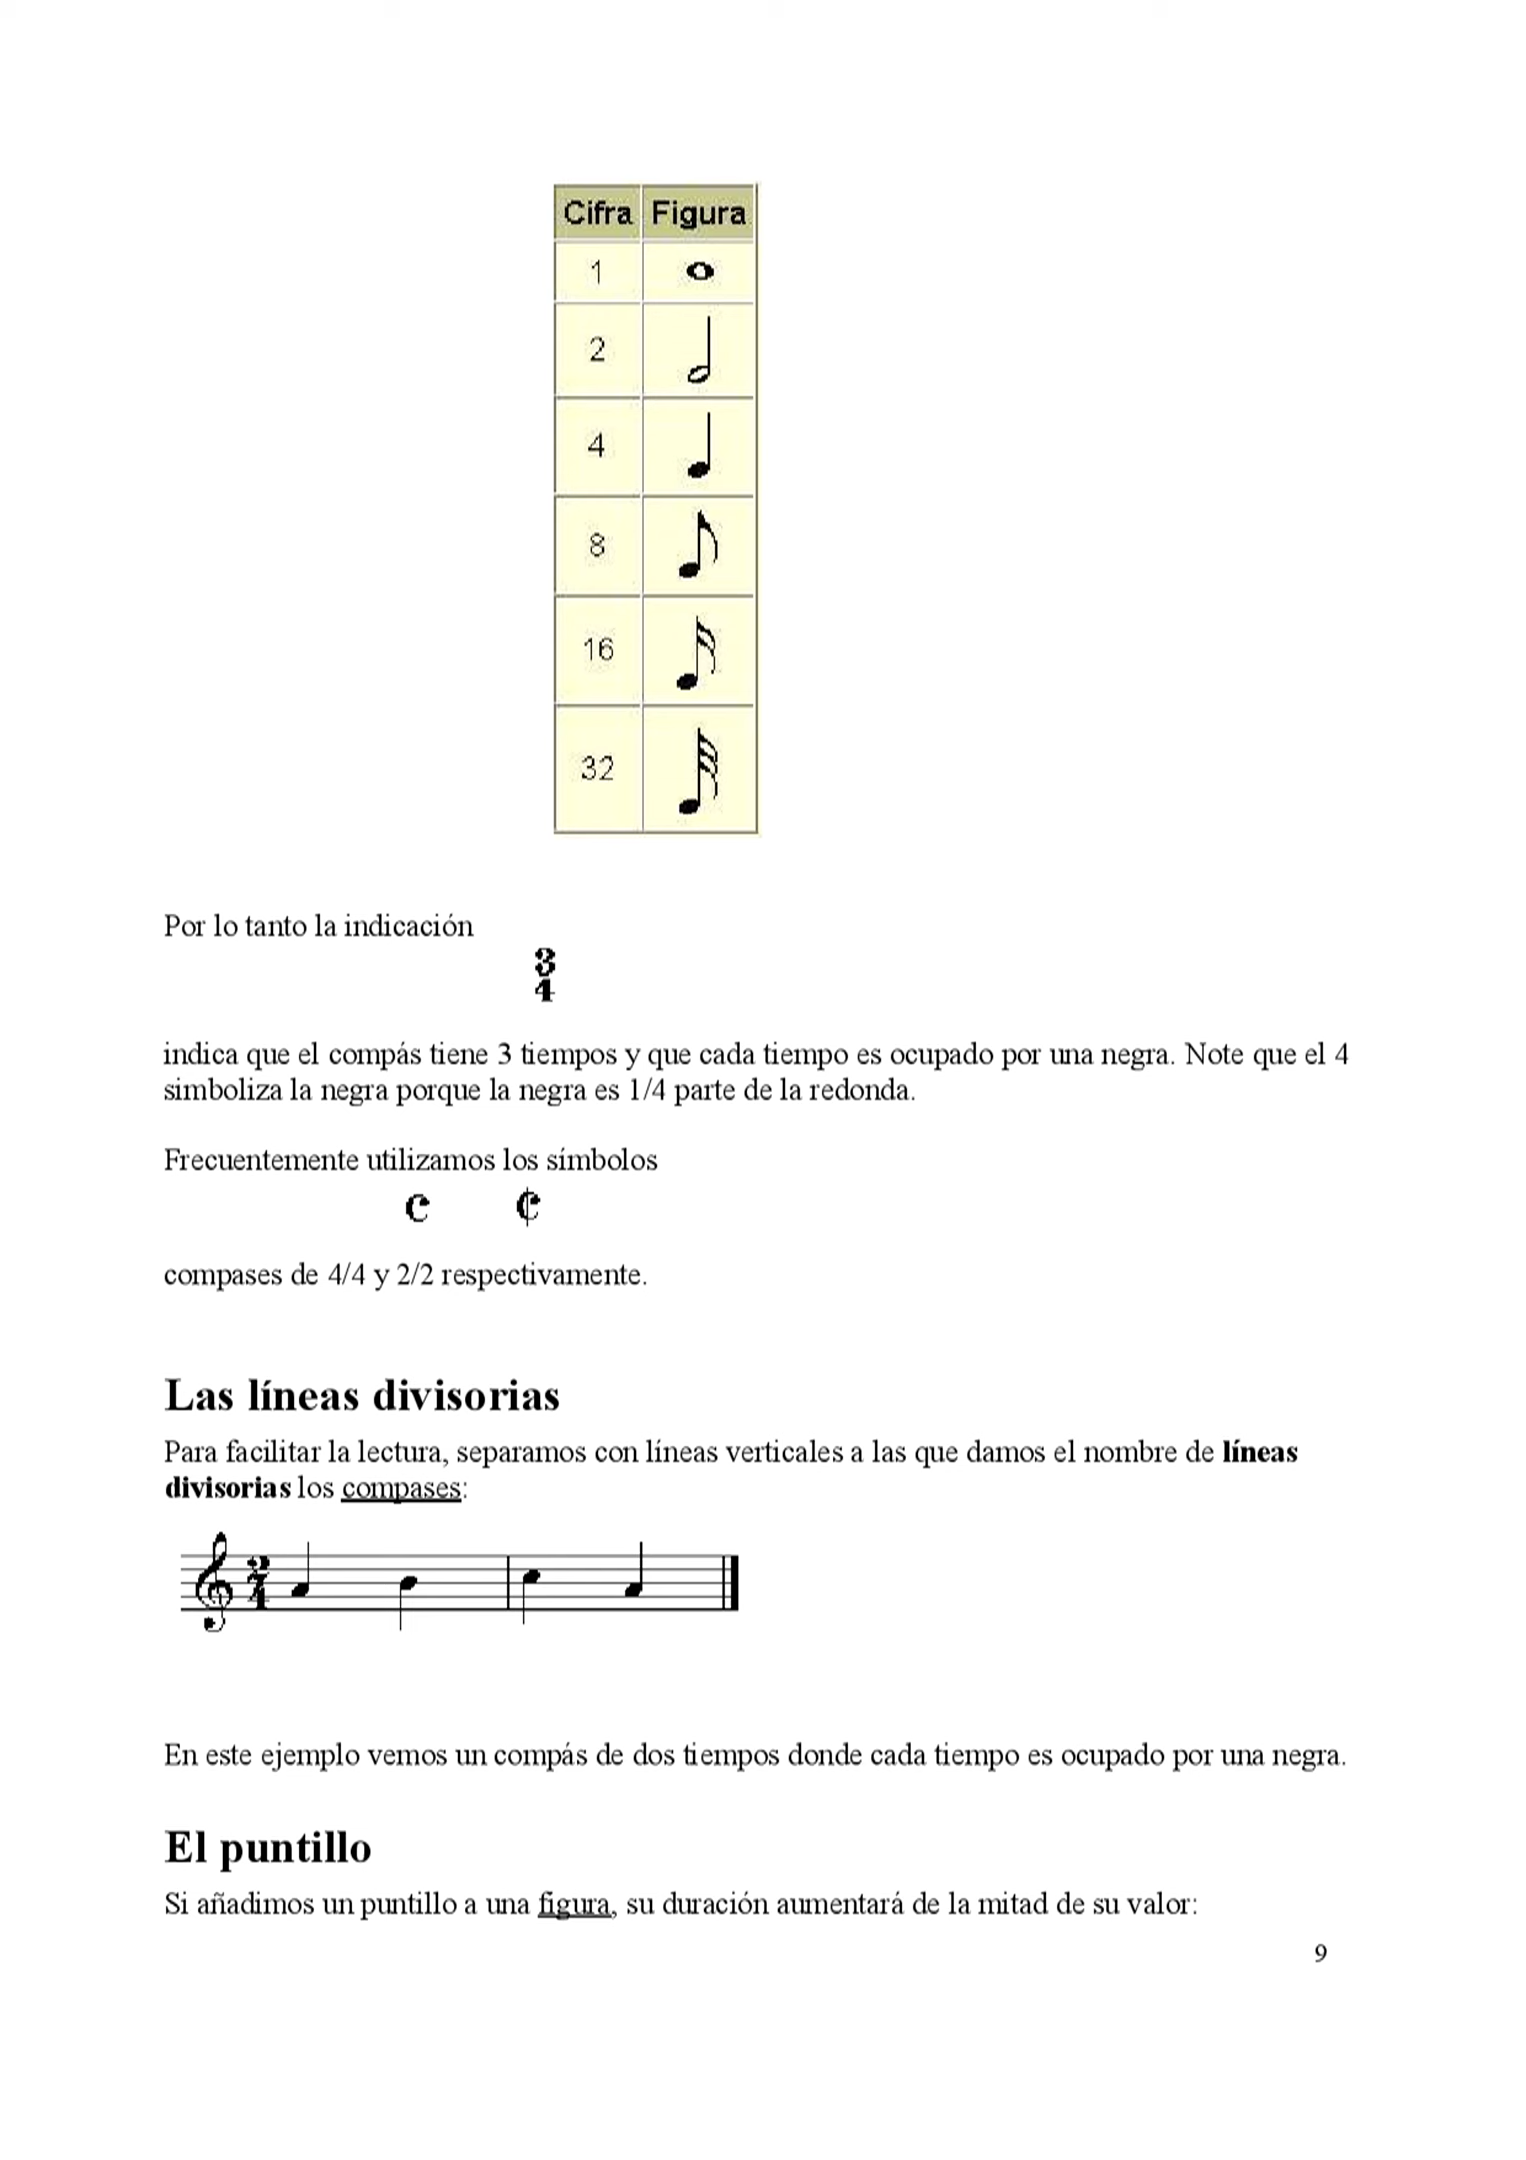 Cifra Figura
1
2
4
8
16
32
Por lo tanto la indicación
3
4
indica que el compás tiene 3 tiempos y que cada tiempo es ocupado por una negra. Note que el 4
simboliza la negra porque la negra es 1/4 parte de la redonda.
Frecuentemente utilizamos los símbolos
C ₵
compases de 4/4 y 2/2 respectivamente.
Las líneas divisorias
Para facilitar la lectura, separamos con líneas verticales a las que damos el nombre de líneas
divisorias los compases:
2
4
En este ejemplo vemos un compás de dos tiempos donde cada tiempo es ocupado por una negra.
El puntillo
Si añadimos un puntillo a una figura, su duración aumentará de la mitad de su valor:
9